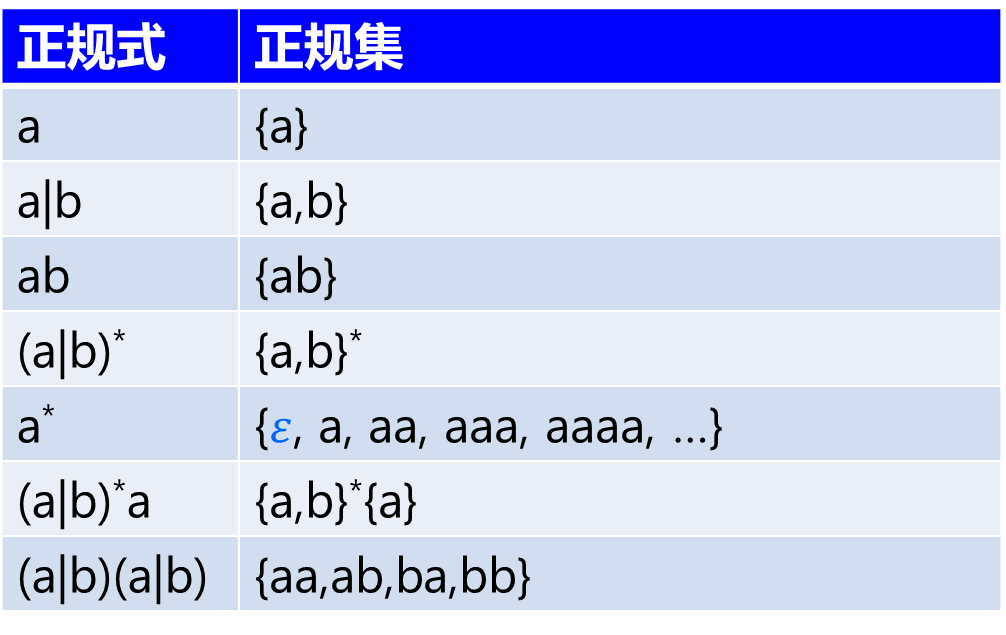 正规式 正规集
a {a}
a|b {a,b}
ab {ab}
(a|b)* {a,b}*
a* {ε, a, aa, aaa, aaaa, …}
(a|b)*a {a,b}*{a}
(a|b)(a|b) {aa,ab,ba,bb}